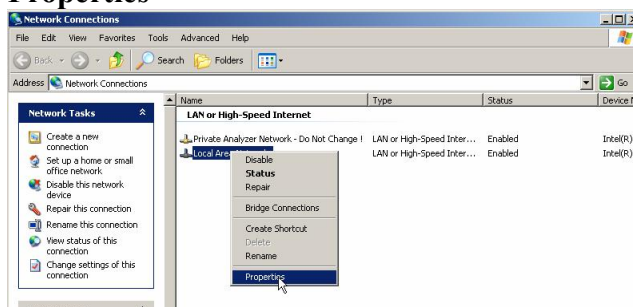 Properties
Network Connections
File Edit View Favorites Tools Advanced Help
Back Search Folders
Address Network Connections Go
Name Type Status Device
LAN or High-Speed Internet
Private Analyzer Network - Do Not Change ! LAN or High-Speed Inter... Enabled Intel(R)
Local Area LAN or High-Speed Inter... Enabled Intel(R)
Network Tasks
Create a new
connection
Set up a home or small
office network
Disable this network
device
Repair this connection
Rename this connection
View status of this
connection
Change settings of this
connection
Disable
Status
Repair
Bridge Connections
Create Shortcut
Delete
Rename
Properties